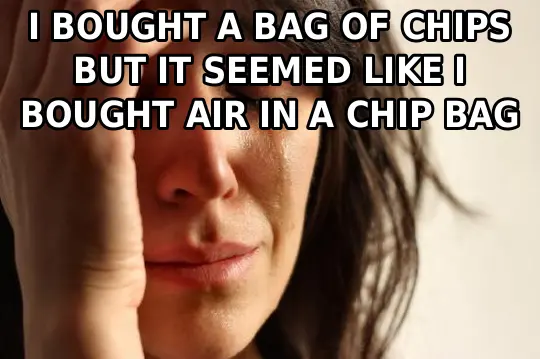 I BOUGHT A BAG OF CHIPS
BUT IT SEEMED LIKE I
BOUGHT AIR IN A CHIP BAG